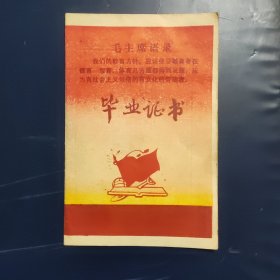 毛主席语录
我们的教育方针，应该使受教育者在
德育、智育、体育几方面都得到发展，成
为有社会主义觉悟的有文化的劳动者。
毕业证书